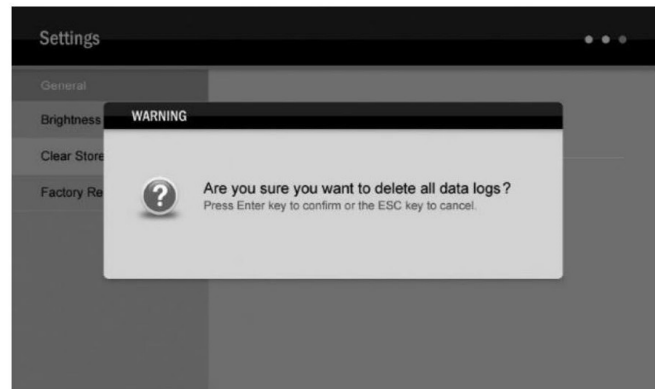 Settings
General
Brightness
Clear Store
Factory Re
WARNING
Are you sure you want to delete all data logs?
Press Enter key to confirm or the ESC key to cancel.